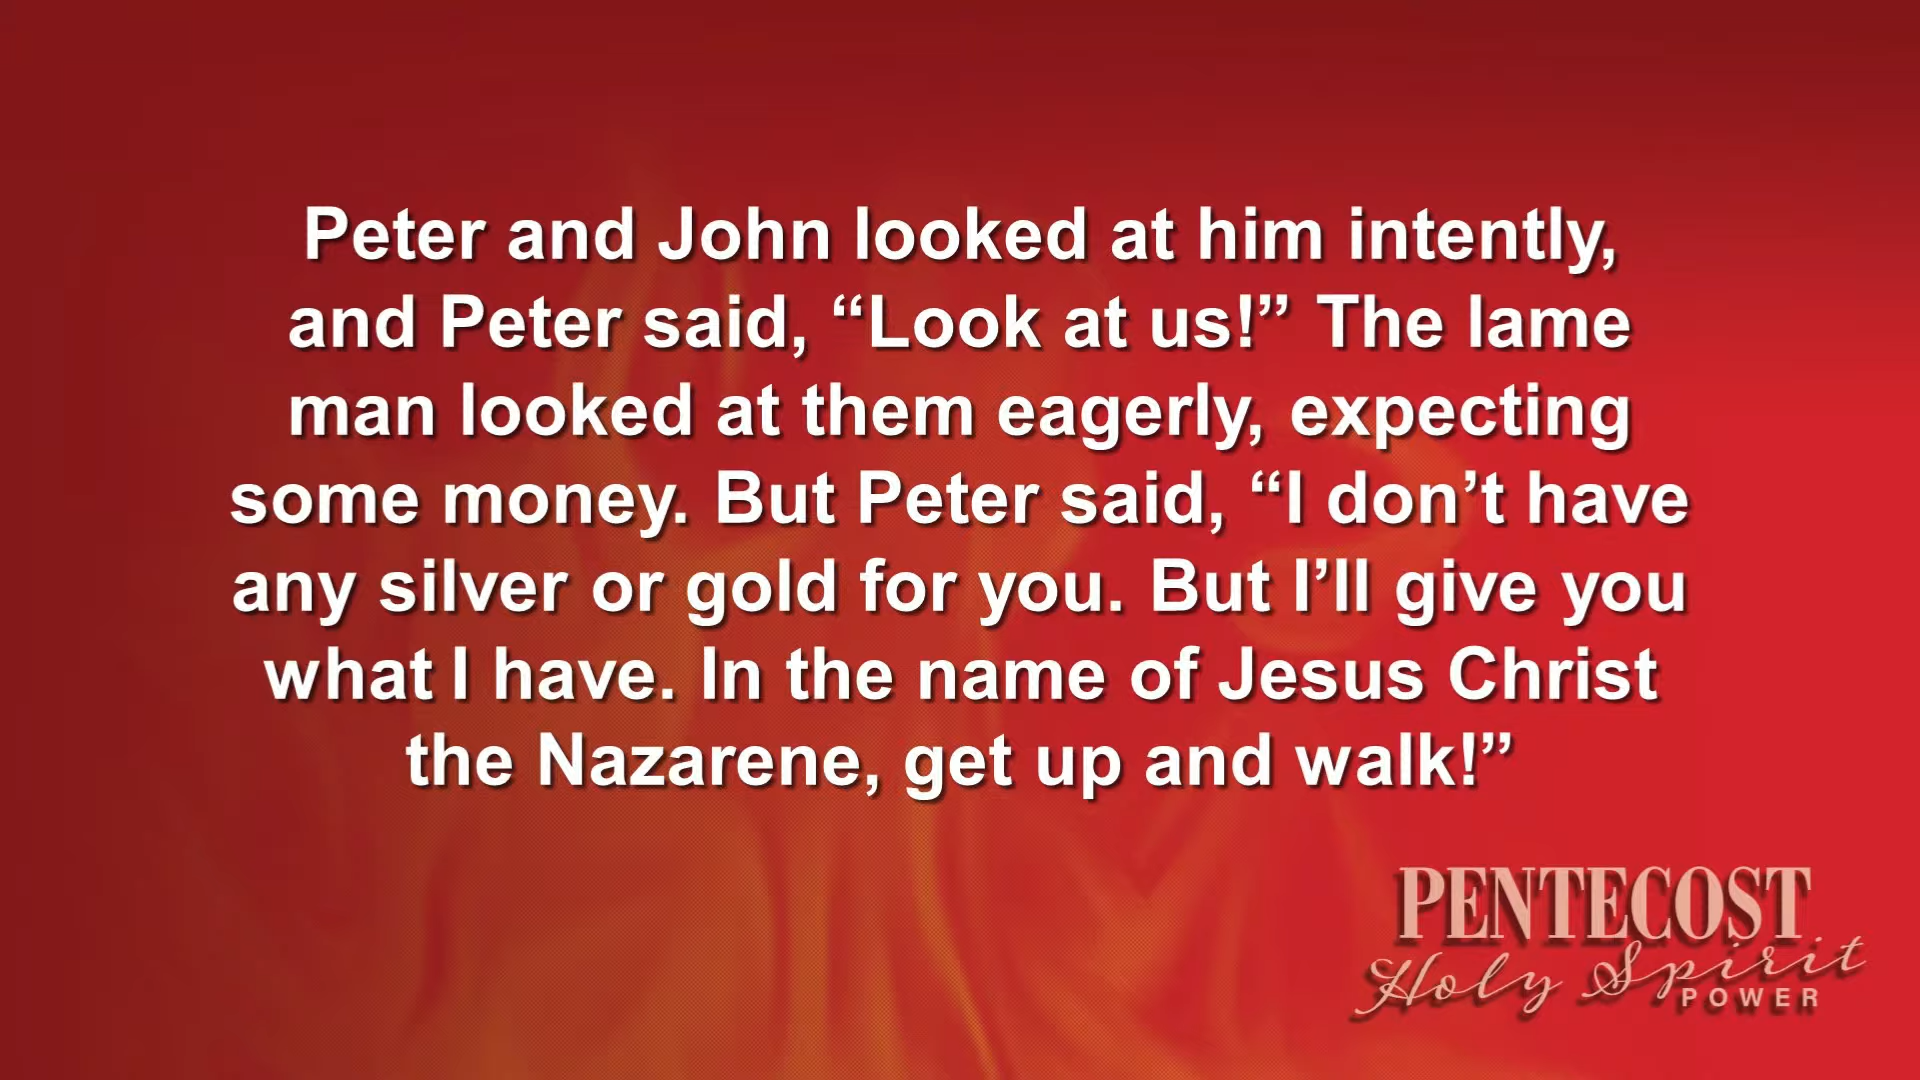 Peter and John looked at him intently,
and Peter said, “Look at us!” The lame
man looked at them eagerly, expecting
some money. But Peter said, “I don’t have
any silver or gold for you. But I’ll give you
what I have. In the name of Jesus Christ
the Nazarene, get up and walk!”
PENTECOST
Holy Spirit
POWER